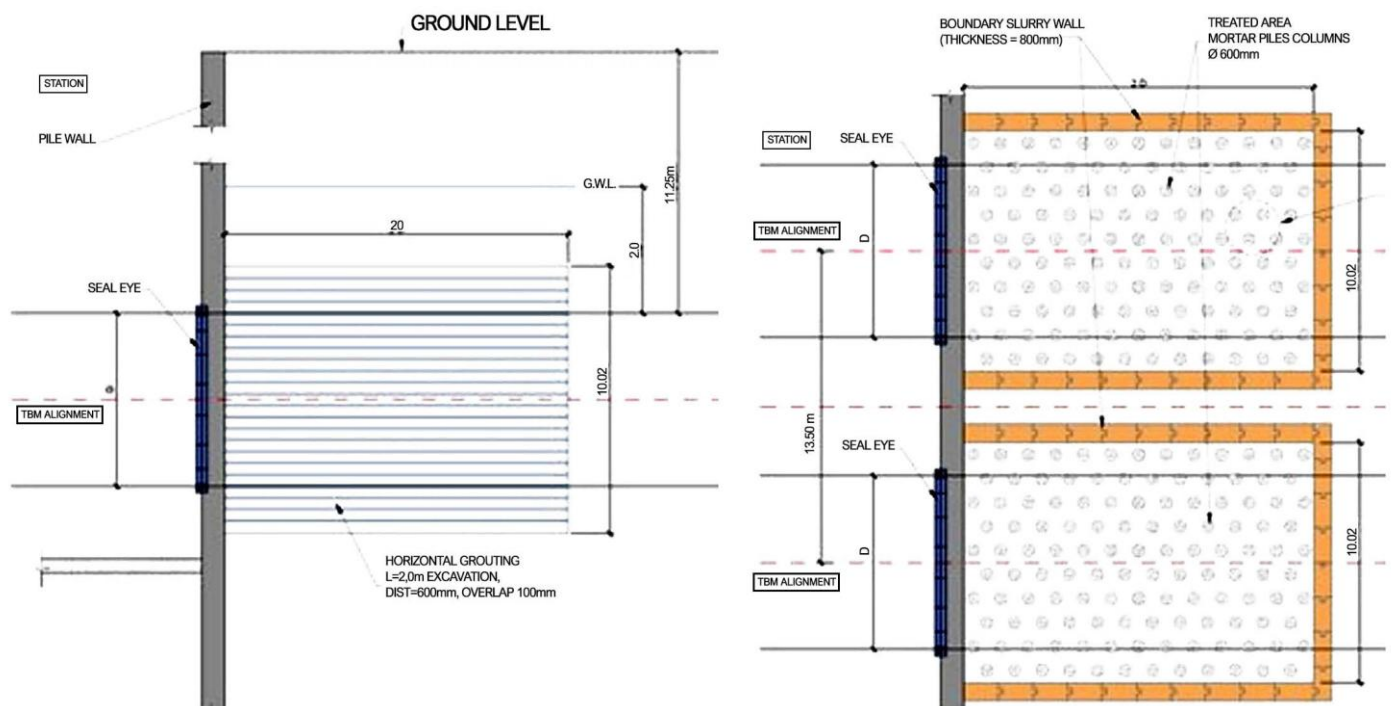 GROUND LEVEL
STATION
PILE WALL
G.W.L.
11,25m
20
2,0
SEAL EYE
10.02
TBM ALIGNMENT
HORIZONTAL GROUTING
L=2,0m EXCAVATION,
DIST=600mm, OVERLAP 100mm
BOUNDARY SLURRY WALL
(THICKNESS = 800mm)
TREATED AREA
MORTAR PILES COLUMNS
Ø 600mm
STATION
SEAL EYE
D
TBM ALIGNMENT
10.02
13.50 m
SEAL EYE
D
TBM ALIGNMENT
10.02